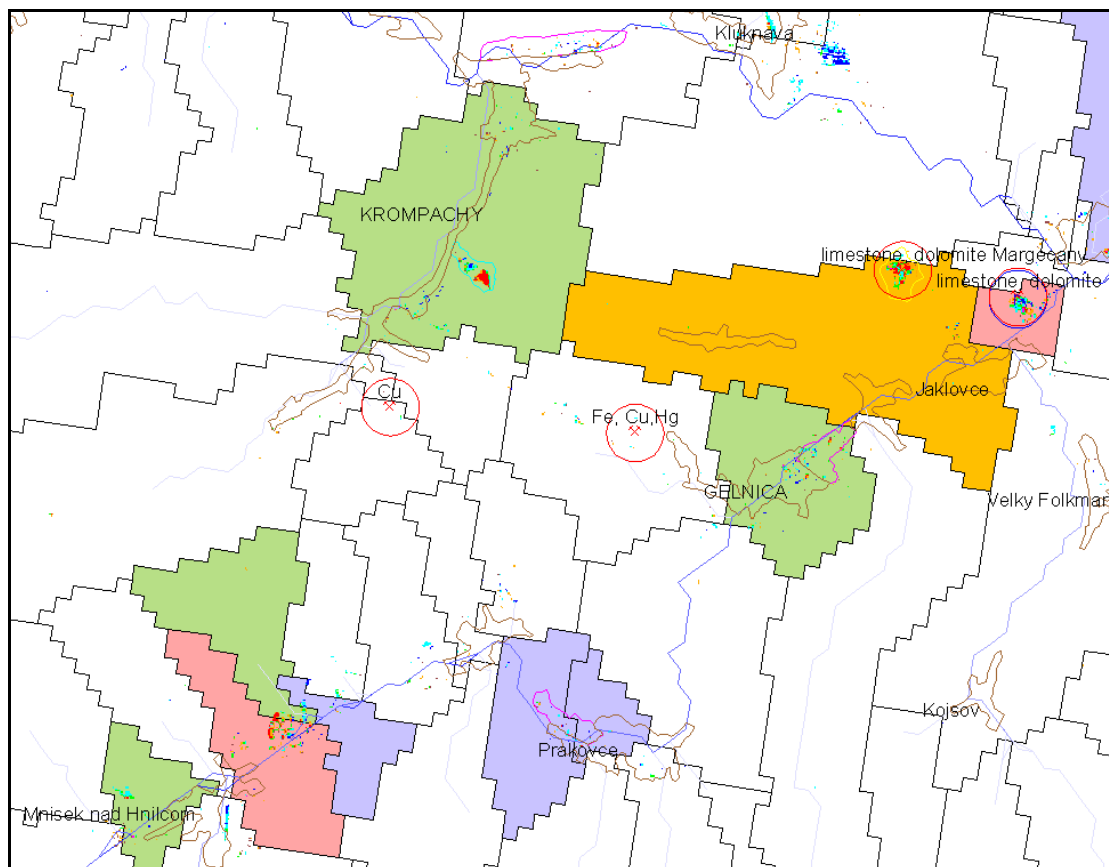 Kluknava
KROMPACHY
limestone, dolomite Margecany
limestone, dolomite
Cu
Jaklovce
Fe, Cu,Hg
GELNICA
Velky Folkmar
Kojsov
Prakovce
Mnisek nad Hnilcom